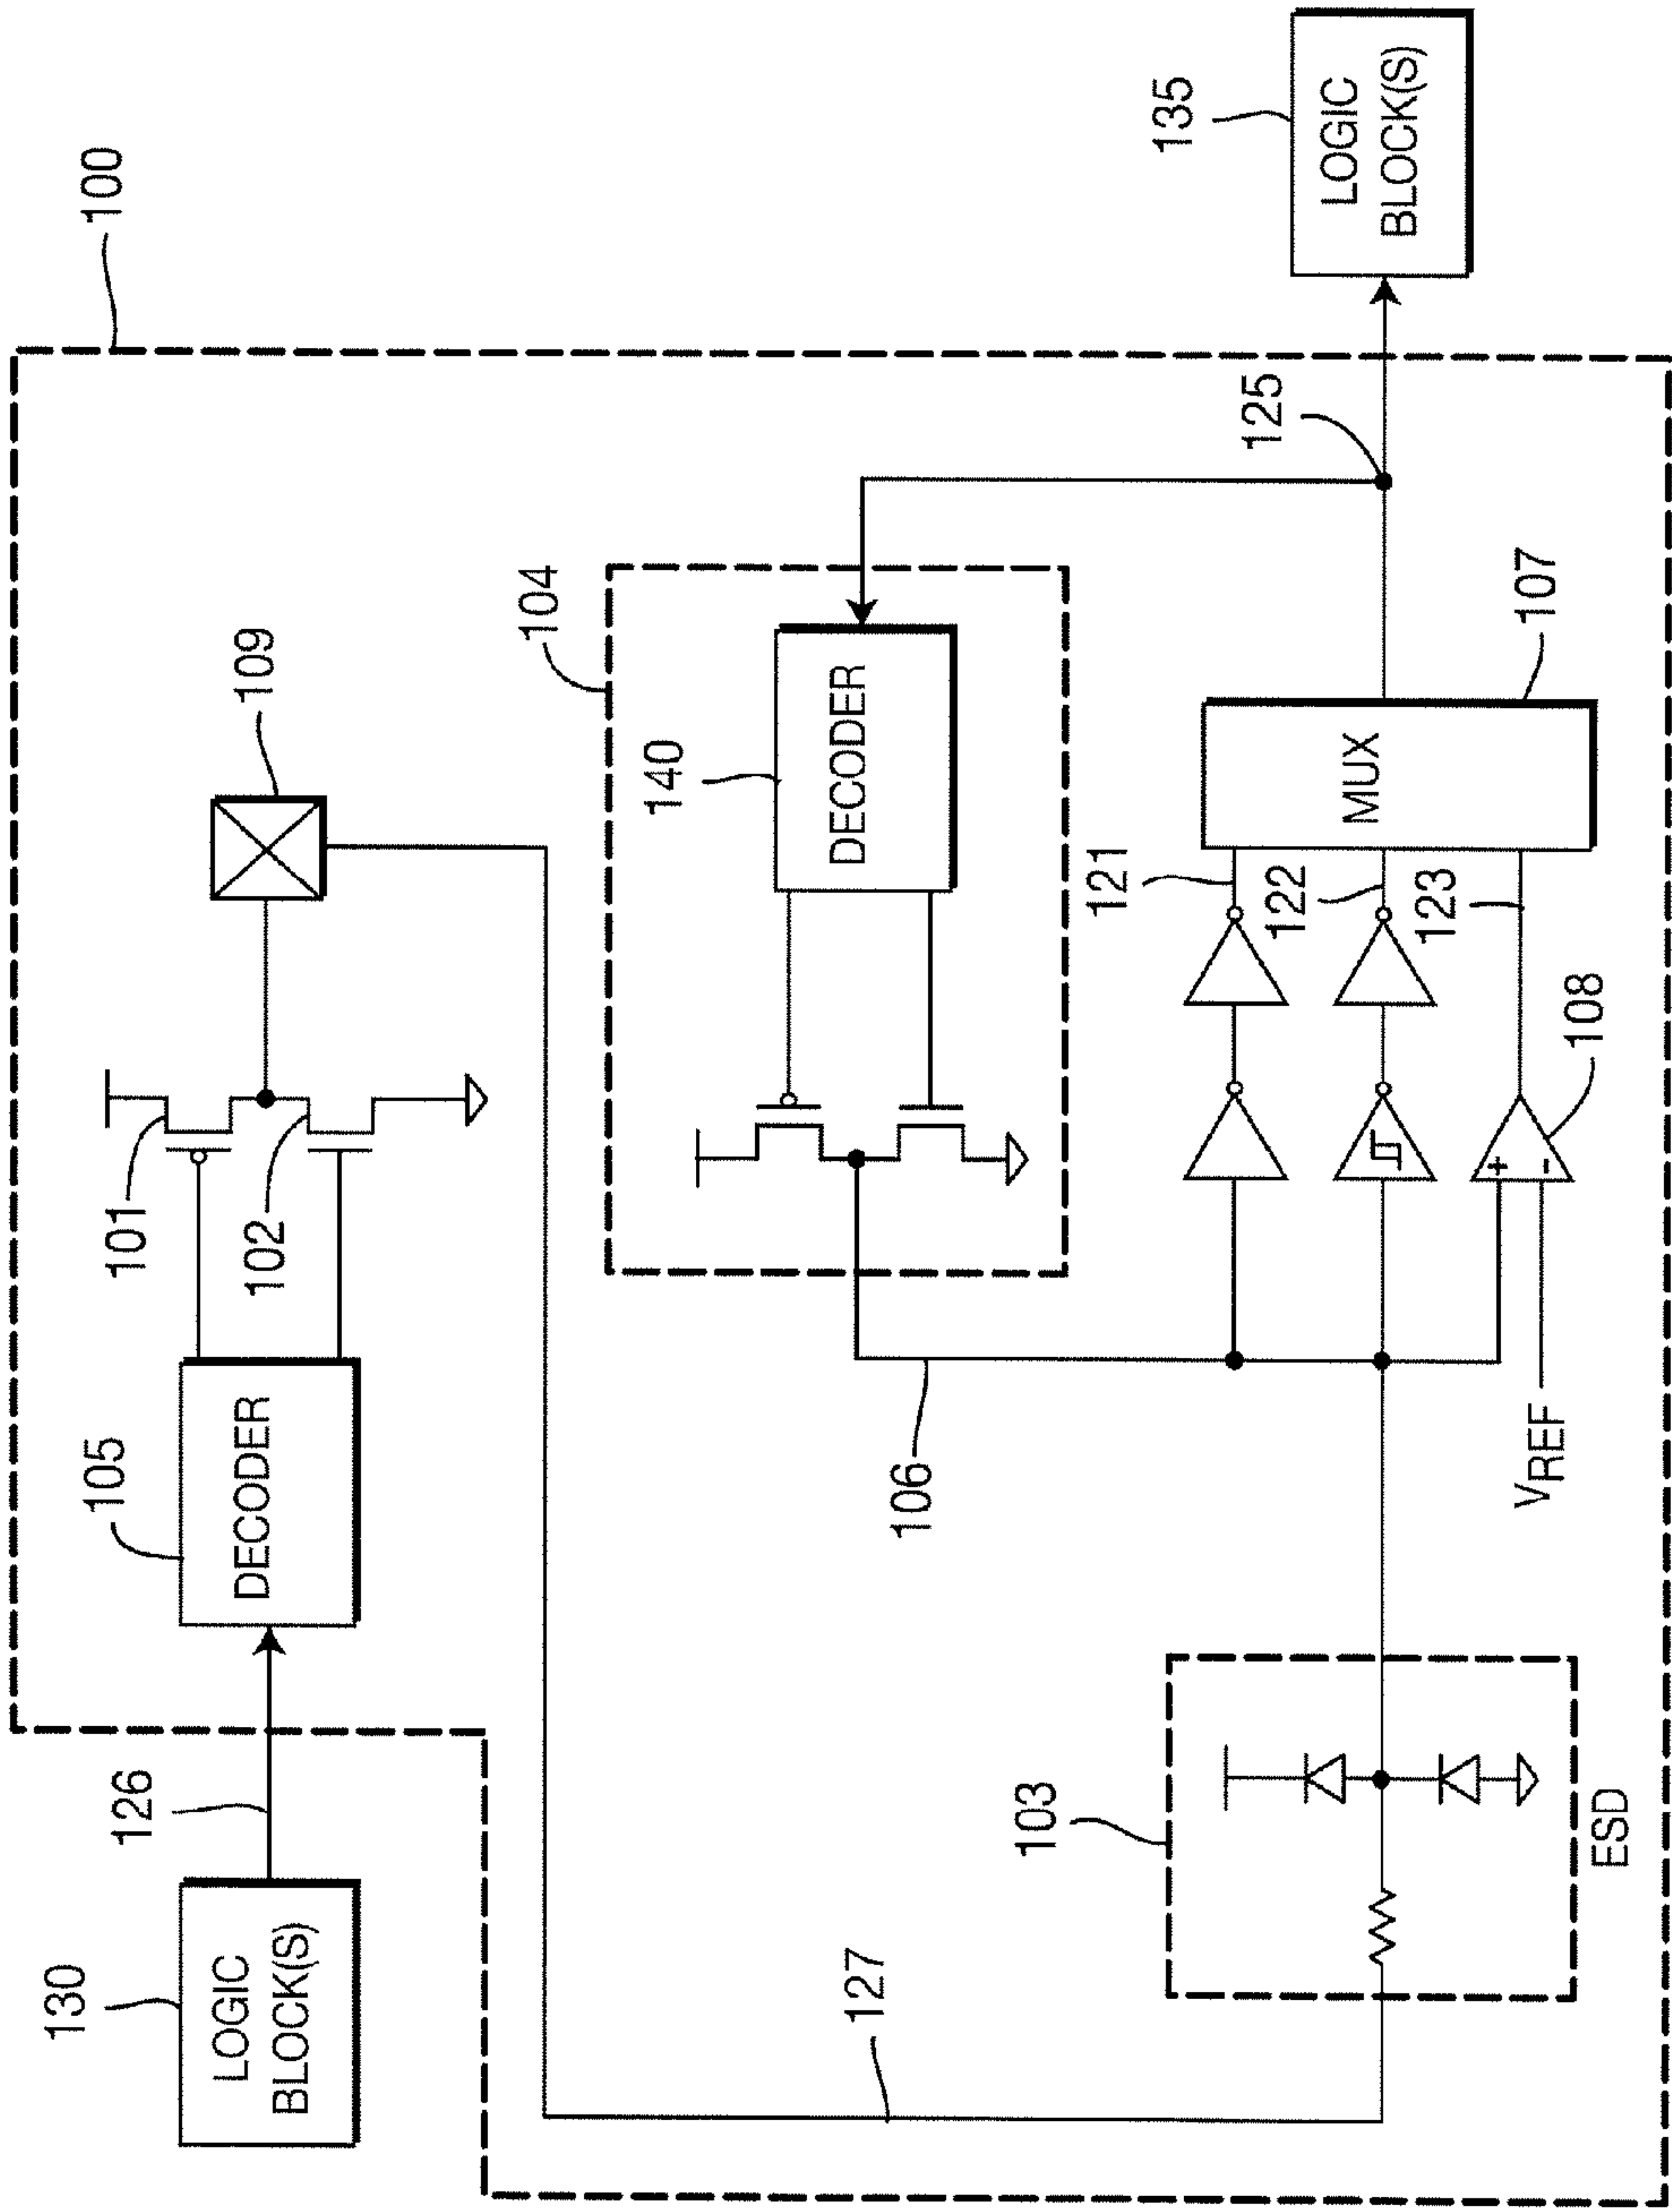 100
130
LOGIC
BLOCK(S)
126
105
DECODER
101
102
109
104
140
DECODER
125
135
LOGIC
BLOCK(S)
127
103
ESD
106
VREF
121
122
123
108
MUX
107
+
-